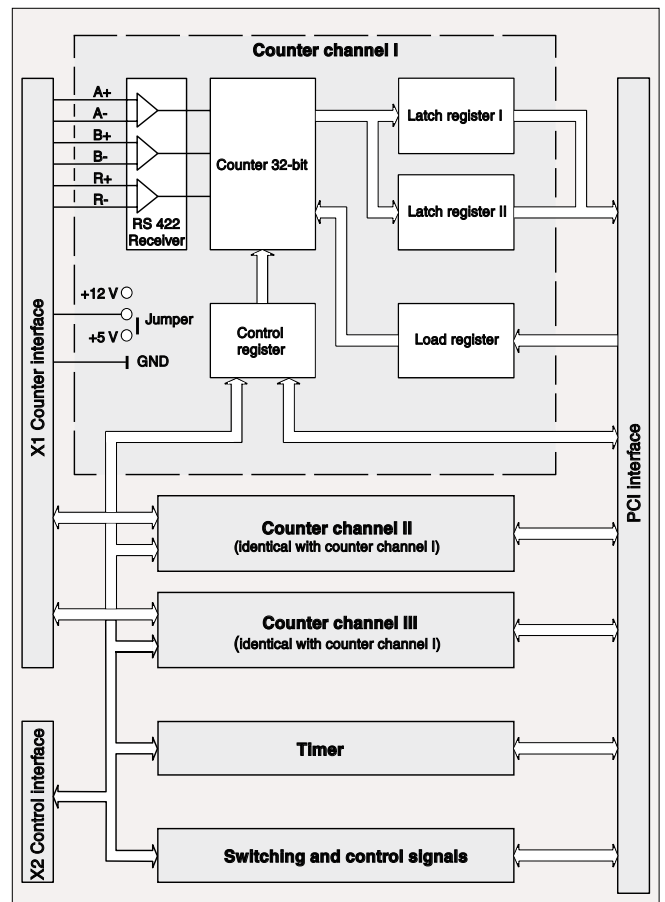 Counter channel I
A+
A-
B+
B-
R+
R-
RS 422
Receiver
Counter 32-bit
Latch register I
Latch register II
+12 V
Jumper
+5 V
GND
Control
register
Load register
X1 Counter interface
PCI interface
Counter channel II
(identical with counter channel I)
Counter channel III
(identical with counter channel I)
Timer
X2 Control interface
Switching and control signals